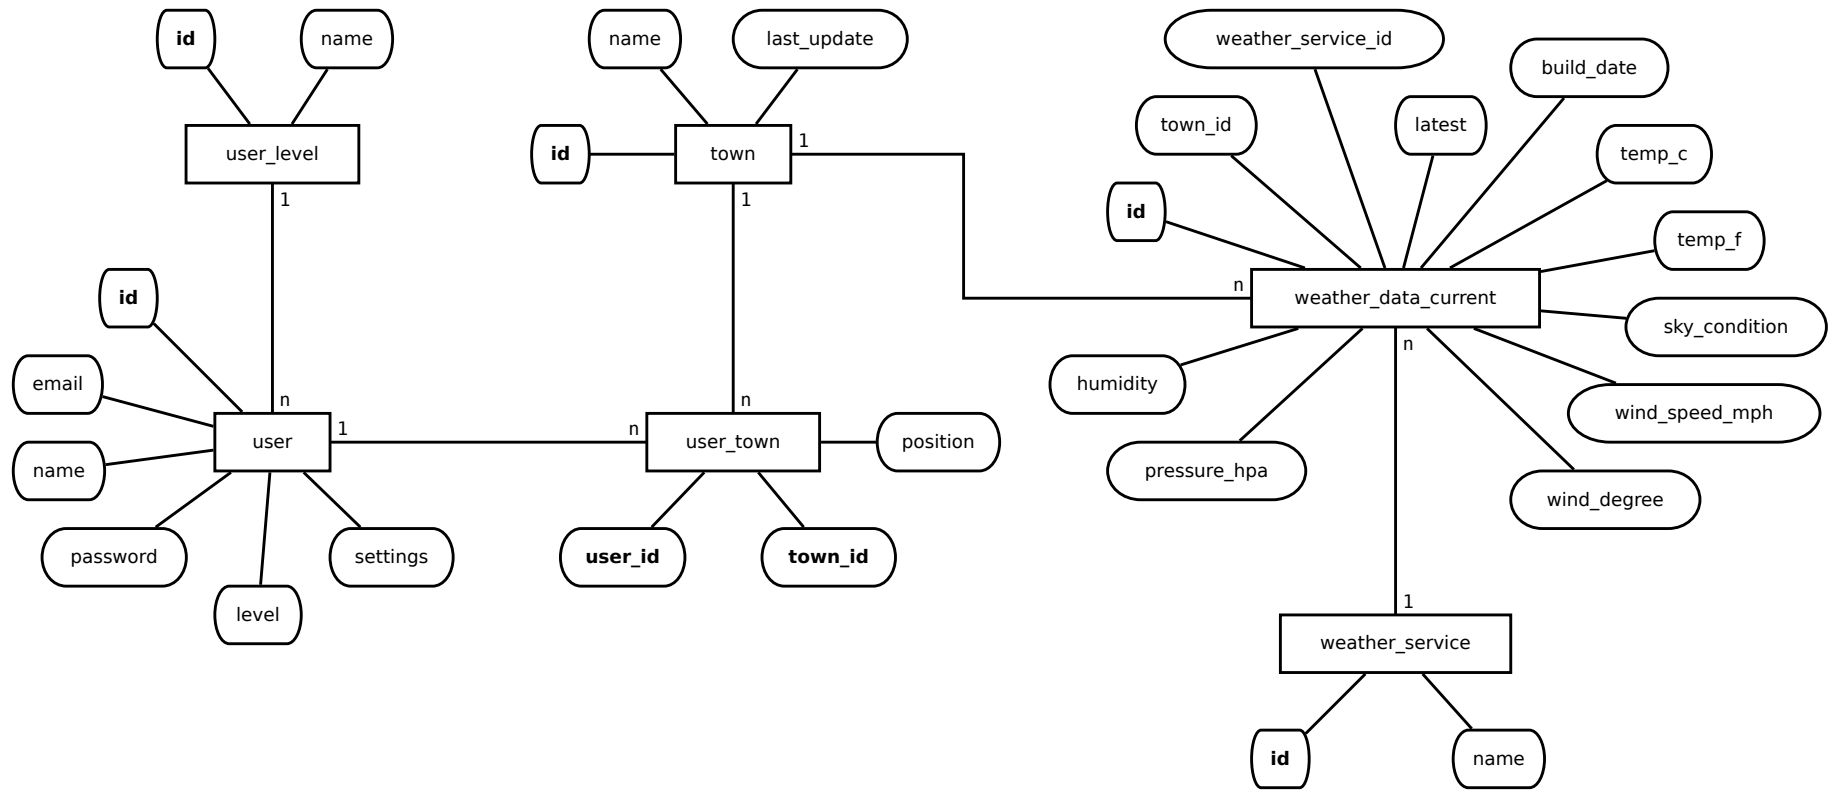 id
name
user_level
1
n
id
email
name
password
level
settings
user
1
n
name
last_update
id
town
1
1
n
user_town
position
user_id
town_id
weather_service_id
build_date
town_id
latest
temp_c
id
temp_f
n
weather_data_current
sky_condition
n
humidity
wind_speed_mph
pressure_hpa
wind_degree
1
weather_service
id
name